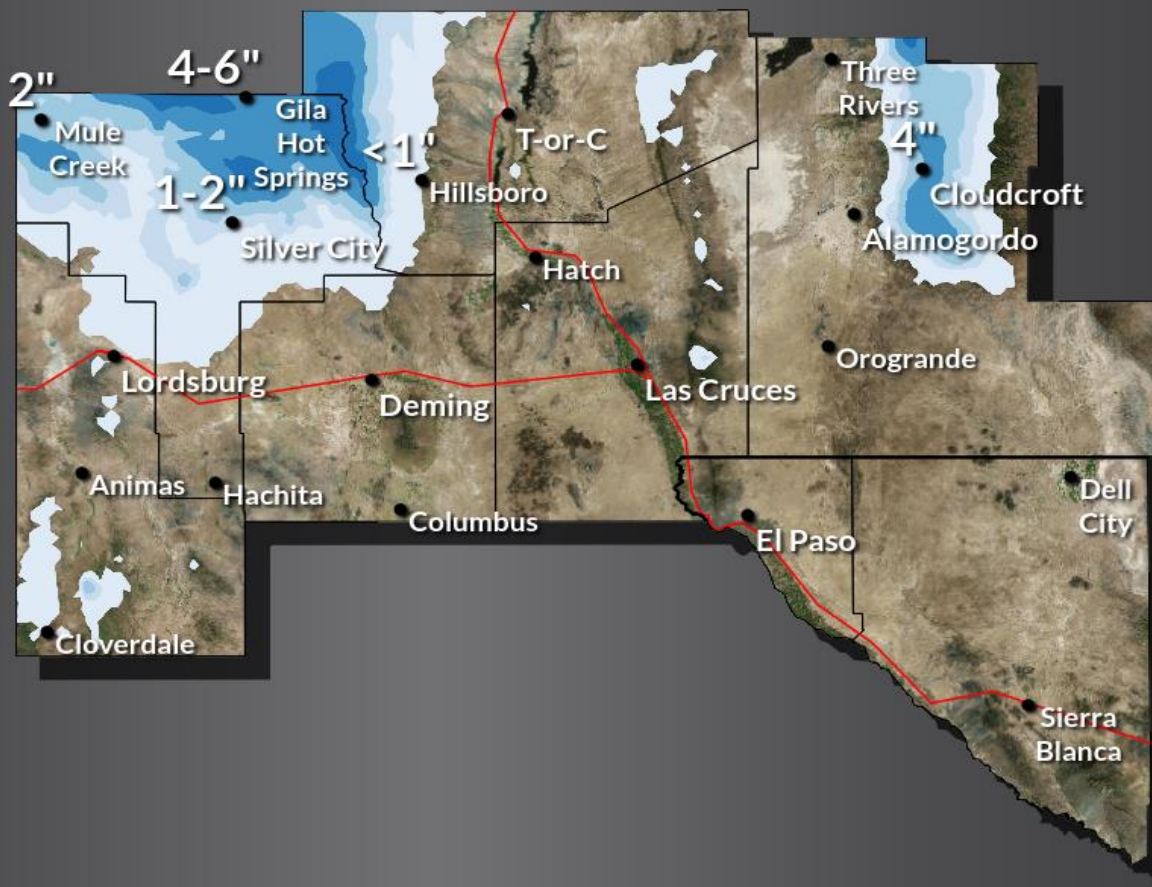 4-6"
2"
Mule
Creek
Gila
Hot
Springs
<1"
1-2"
Silver City
Hillsboro
T-or-C
Three
Rivers
4"
Cloudcroft
Alamogordo
Hatch
Orogrande
Lordsburg
Deming
Las Cruces
Animas
Hachita
Columbus
El Paso
Dell
City
Cloverdale
Sierra
Blanca